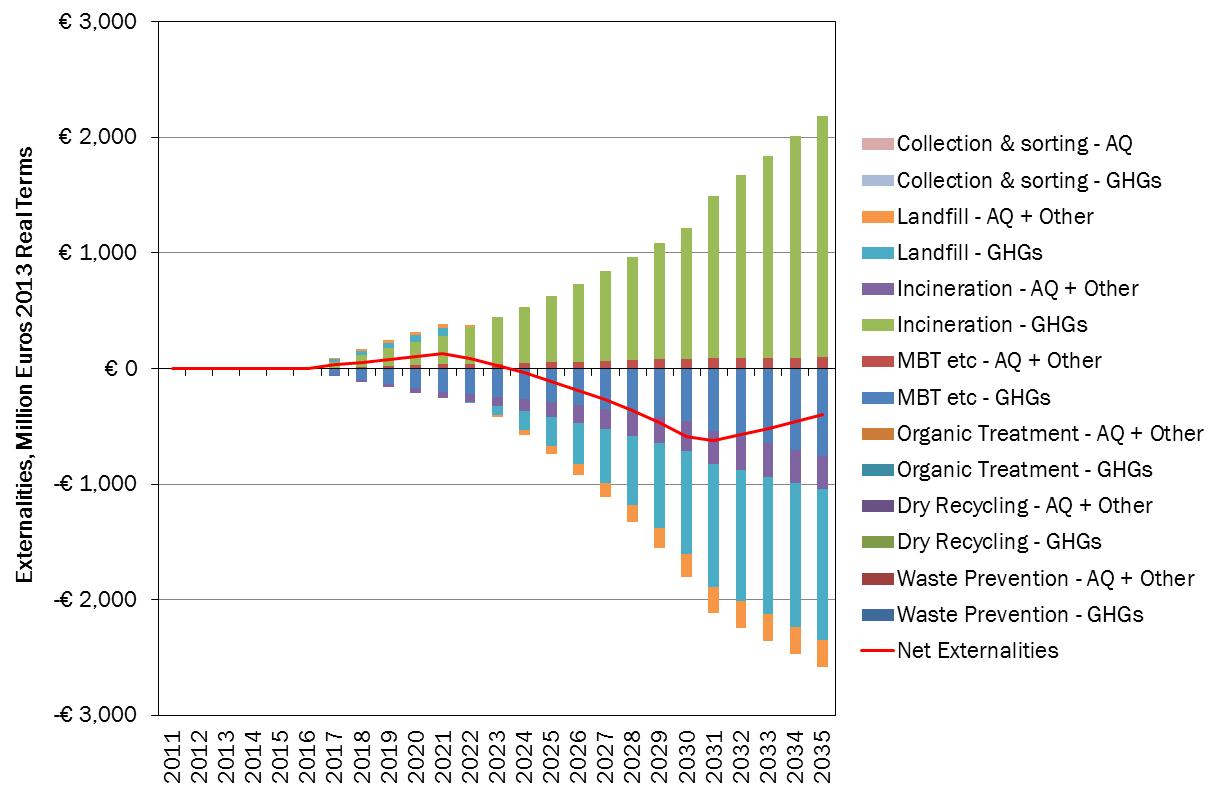 € 3,000
€ 2,000
€ 1,000
€ 0
-€ 1,000
-€ 2,000
-€ 3,000
Externalities, Million Euros 2013 Real Terms
2011
2012
2013
2014
2015
2016
2017
2018
2019
2020
2021
2022
2023
2024
2025
2026
2027
2028
2029
2030
2031
2032
2033
2034
2035
Collection & sorting - AQ
Collection & sorting - GHGs
Landfill - AQ + Other
Landfill - GHGs
Incineration - AQ + Other
Incineration - GHGs
MBT etc - AQ + Other
MBT etc - GHGs
Organic Treatment - AQ + Other
Organic Treatment - GHGs
Dry Recycling - AQ + Other
Dry Recycling - GHGs
Waste Prevention - AQ + Other
Waste Prevention - GHGs
Net Externalities